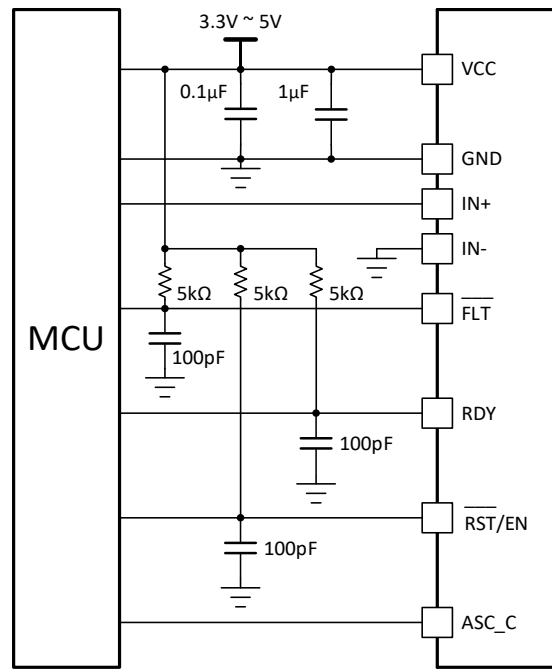 3.3V ~ 5V
VCC
0.1µF 1µF
GND
IN+
IN-
5kΩ 5kΩ 5kΩ
FLT
MCU
100pF
RDY
100pF
RST/EN
100pF
ASC_C